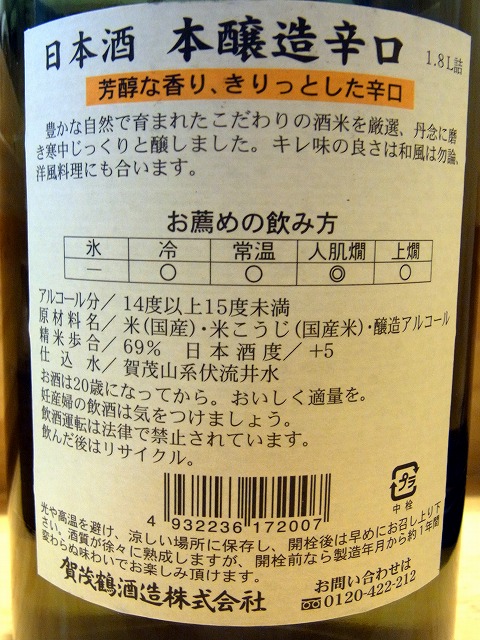 日本酒 本醸造辛口 1.8L詰
芳醇な香り、きりっとした辛口
豊かな自然で育まれたこだわりの酒米を厳選、丹念に磨
き寒中じっくりと醸しました。キレ味の良さは和風は勿論、
洋風料理にも合います。
お薦めの飲み方
氷 冷 常温 人肌燗 上燗
― ○ ○ ◎ ○
アルコール分／ 14度以上15度未満
原材料名／ 米(国産)・米こうじ(国産米)・醸造アルコール
精米歩合／ 69% 日本酒度／ +5
仕込水／ 賀茂山系伏流井水
お酒は20歳になってから。おいしく適量を。
妊産婦の飲酒は気をつけましょう。
飲酒運転は法律で禁止されています。
飲んだ後はリサイクル。
プラ
中栓
4 932236 172007
光や高温を避け、涼しい場所に保存し、開栓後は早めにお召し上り下
さい。酒質が徐々に熟成しますが、開栓前なら製造年月から約1年間
変わらぬ味わいでお楽しみ頂けます。
賀茂鶴酒造株式会社
お問い合わせは
0120-422-212